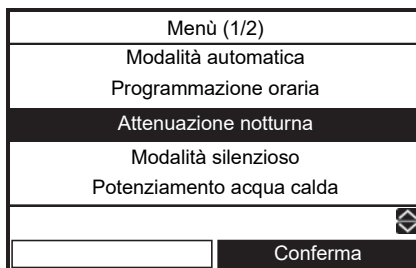 Menù (1/2)
Modalità automatica
Programmazione oraria
Attenuazione notturna
Modalità silenzioso
Potenziamento acqua calda
Conferma